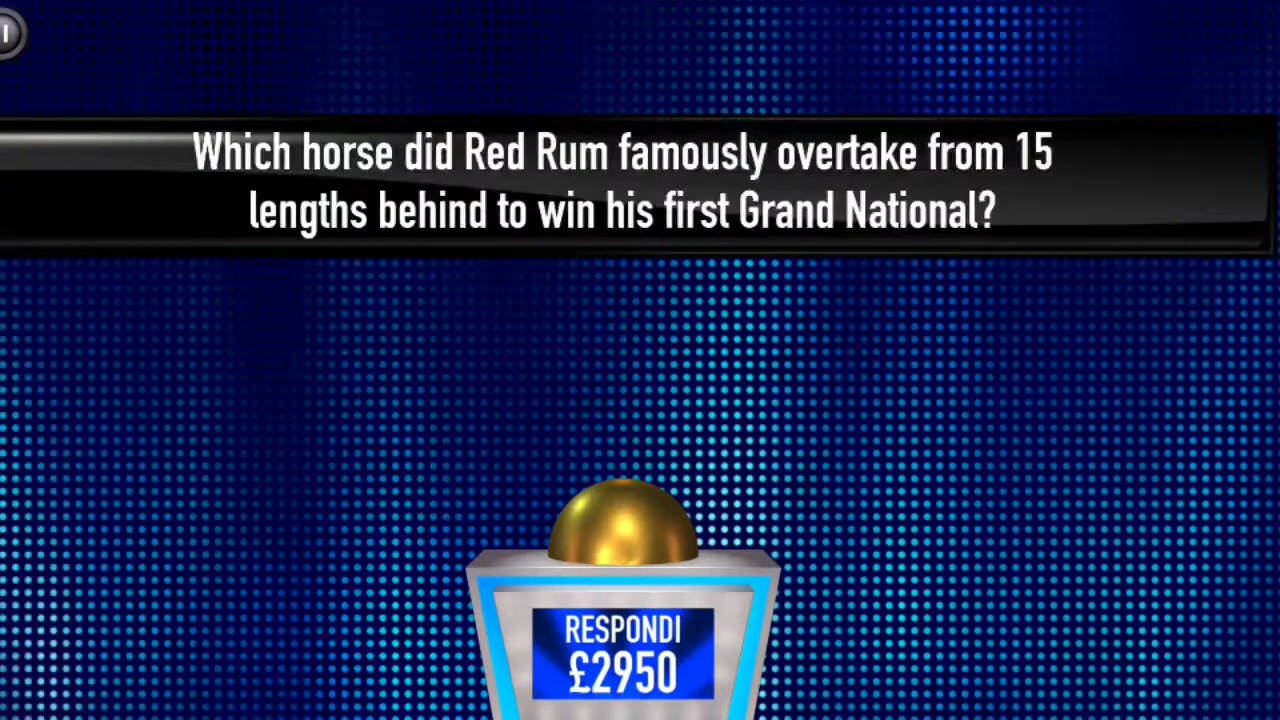 Which horse did Red Rum famously overtake from 15
lengths behind to win his first Grand National?
RESPONDI
£2950